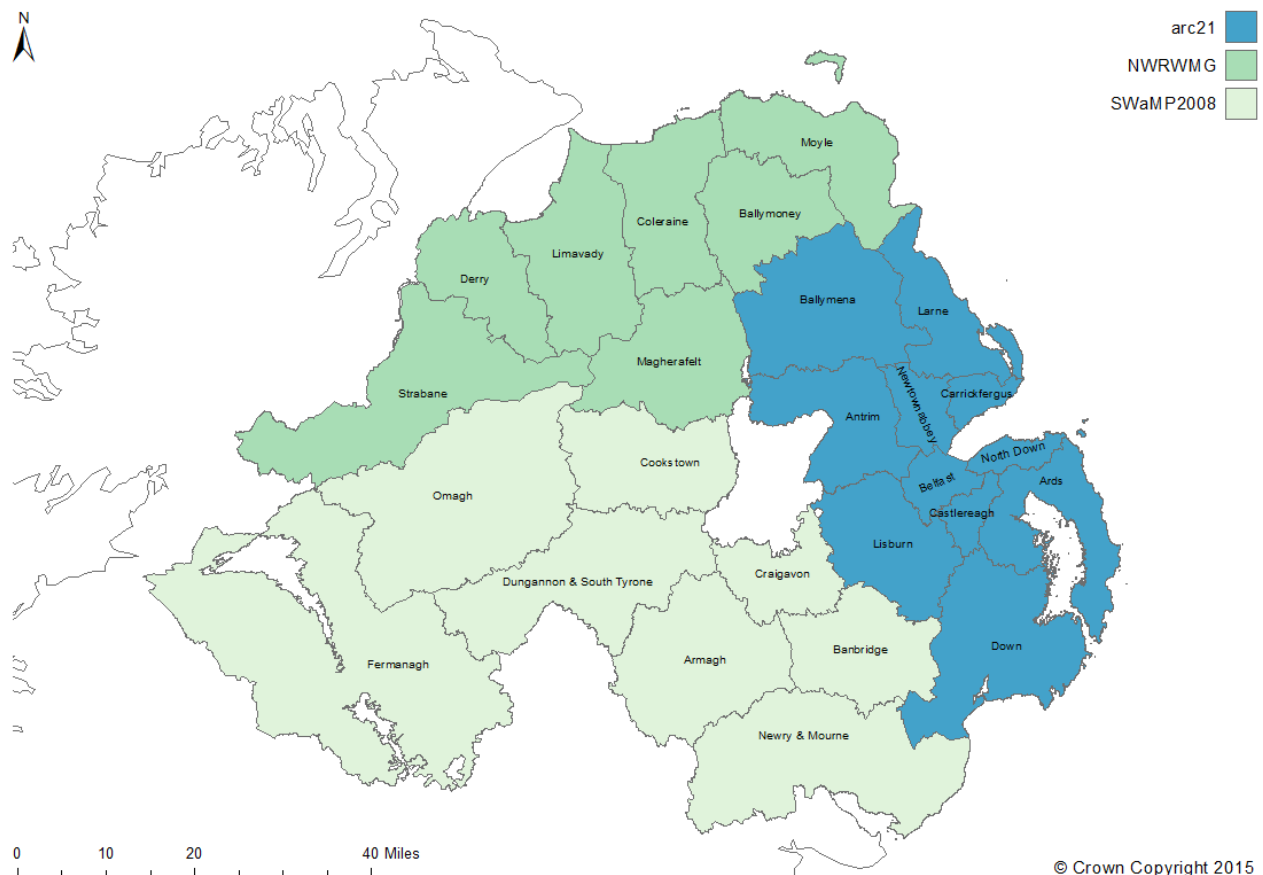 N
arc21
NWRWMG
SWaMP2008
Moyle
Ballymoney
Coleraine
Limavady
Derry
Ballymena
Larne
Magherafelt
Strabane
Newtownabbey
Carrickfergus
Antrim
North Down
Cookstown
Belfast
Ards
Omagh
Castlereagh
Lisburn
Craigavon
Dungannon & South Tyrone
Down
Banbridge
Armagh
Fermanagh
Newry & Mourne
0 10 20 40 Miles
© Crown Copyright 2015